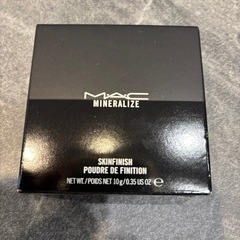 MAC
MINERALIZE
SKINFINISH
POUDRE DE FINITION
NET WT./POIDS NET 10 g/0.35 US OZ